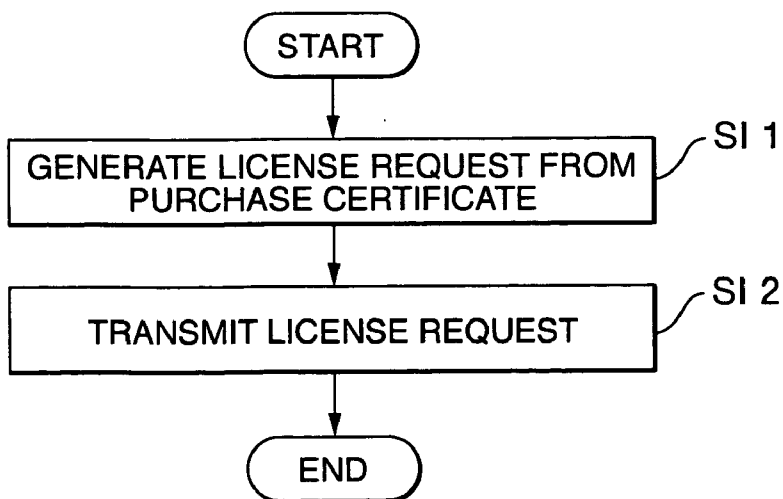 START
GENERATE LICENSE REQUEST FROM
PURCHASE CERTIFICATE
SI 1
TRANSMIT LICENSE REQUEST
SI 2
END